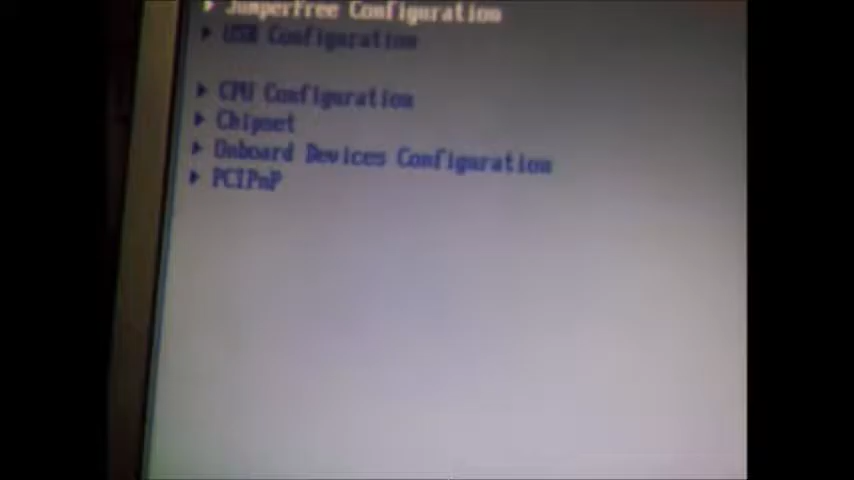 JumperFree Configuration
USB Configuration
CPU Configuration
Chipset
Onboard Devices Configuration
PCIPnP